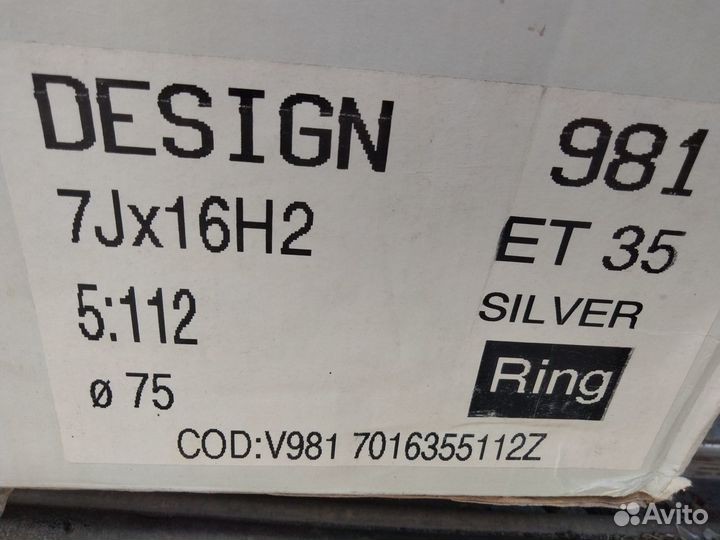 DESIGN 981
7Jx16H2 ET 35
5:112 SILVER
ø 75 Ring
COD:V981 7016355112Z
Avito